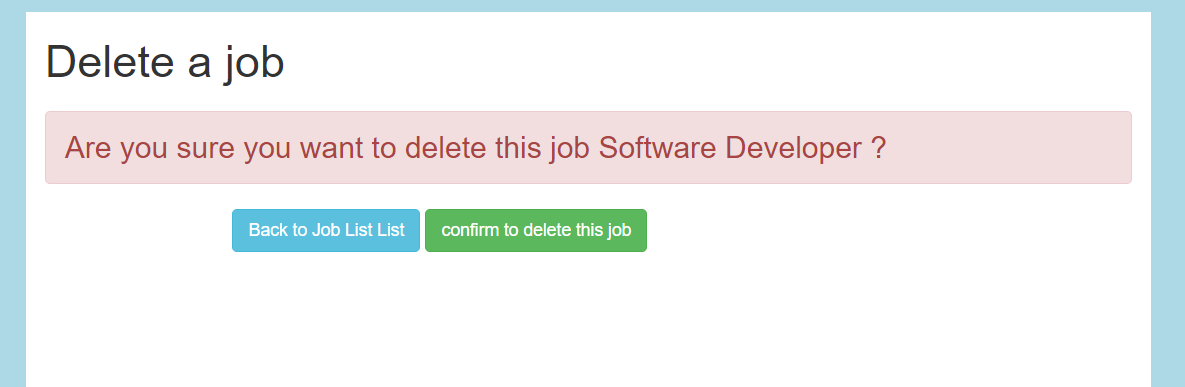 Delete a job
Are you sure you want to delete this job Software Developer ?
Back to Job List List
confirm to delete this job